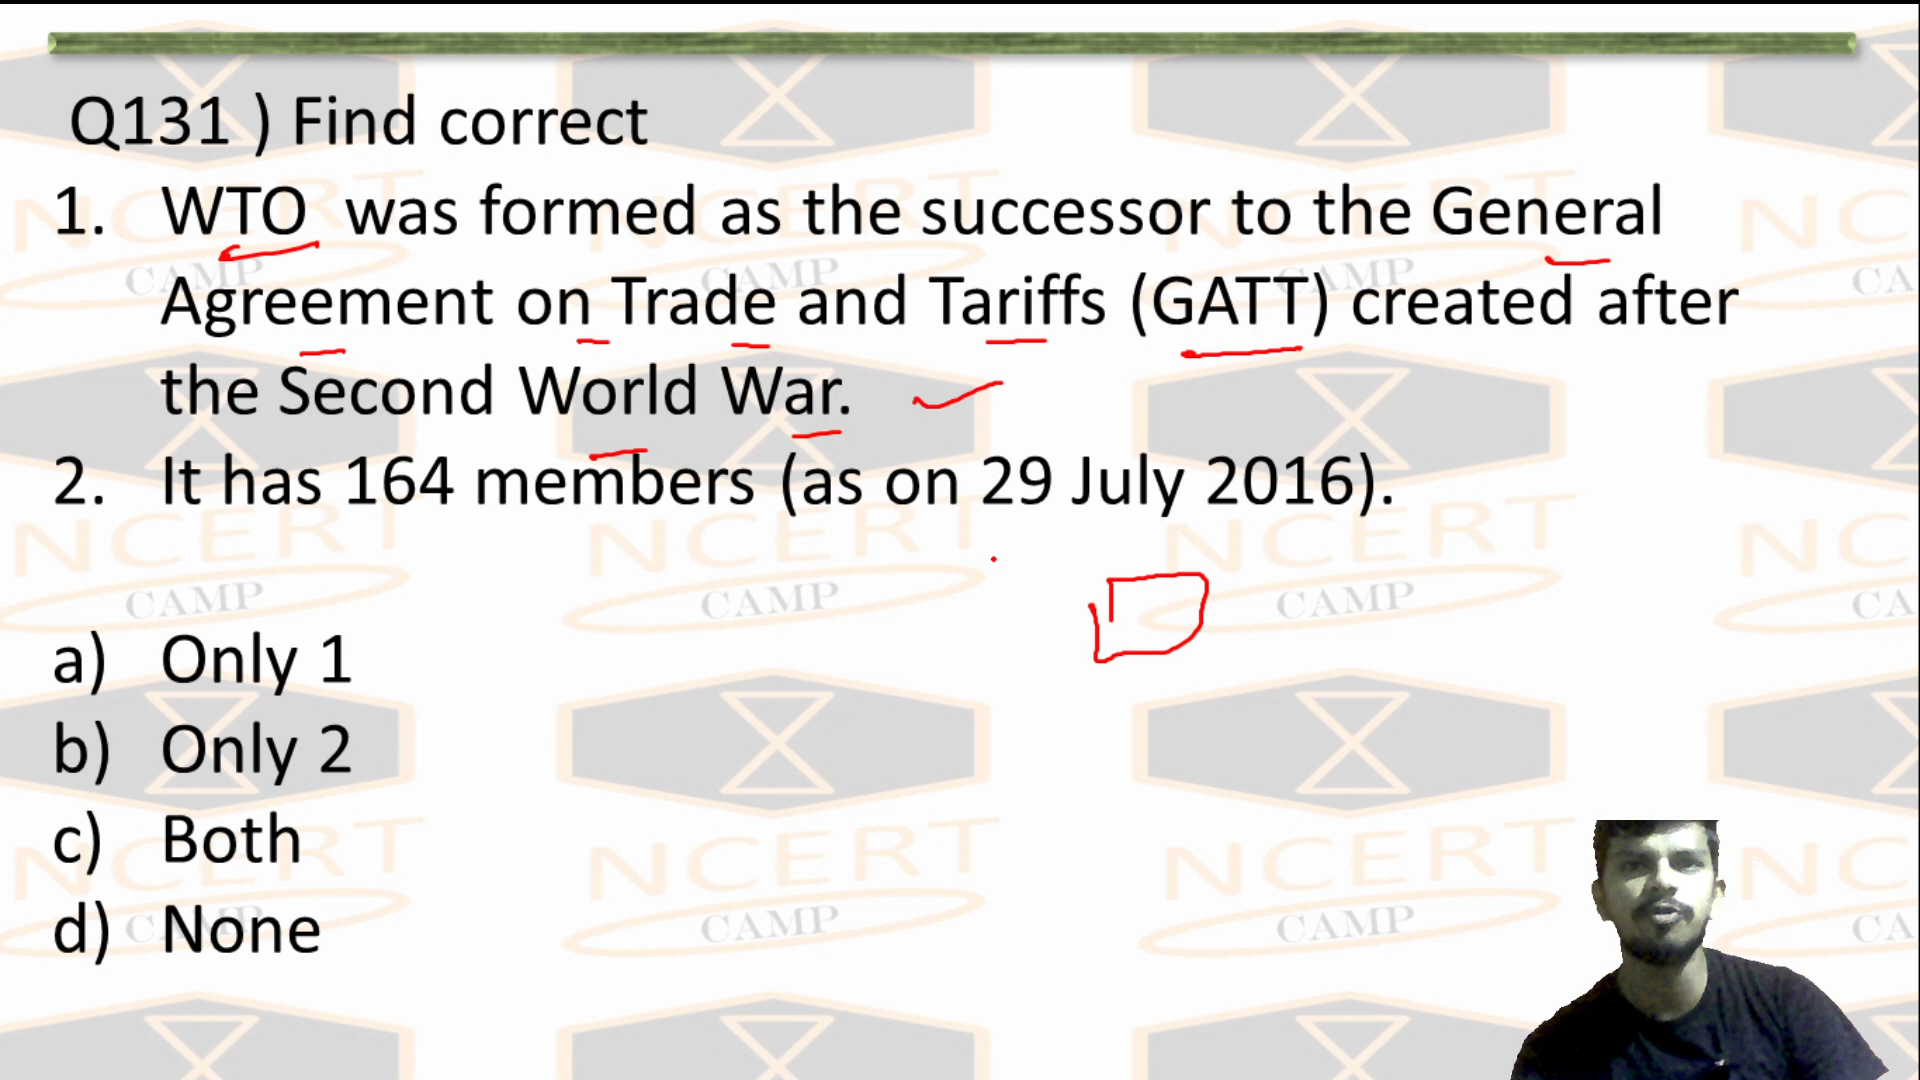 Q131 ) Find correct
1. WTO was formed as the successor to the General
Agreement on Trade and Tariffs (GATT) created after
the Second World War.
2. It has 164 members (as on 29 July 2016).
a) Only 1
b) Only 2
c) Both
d) None
NCERT
CAMP